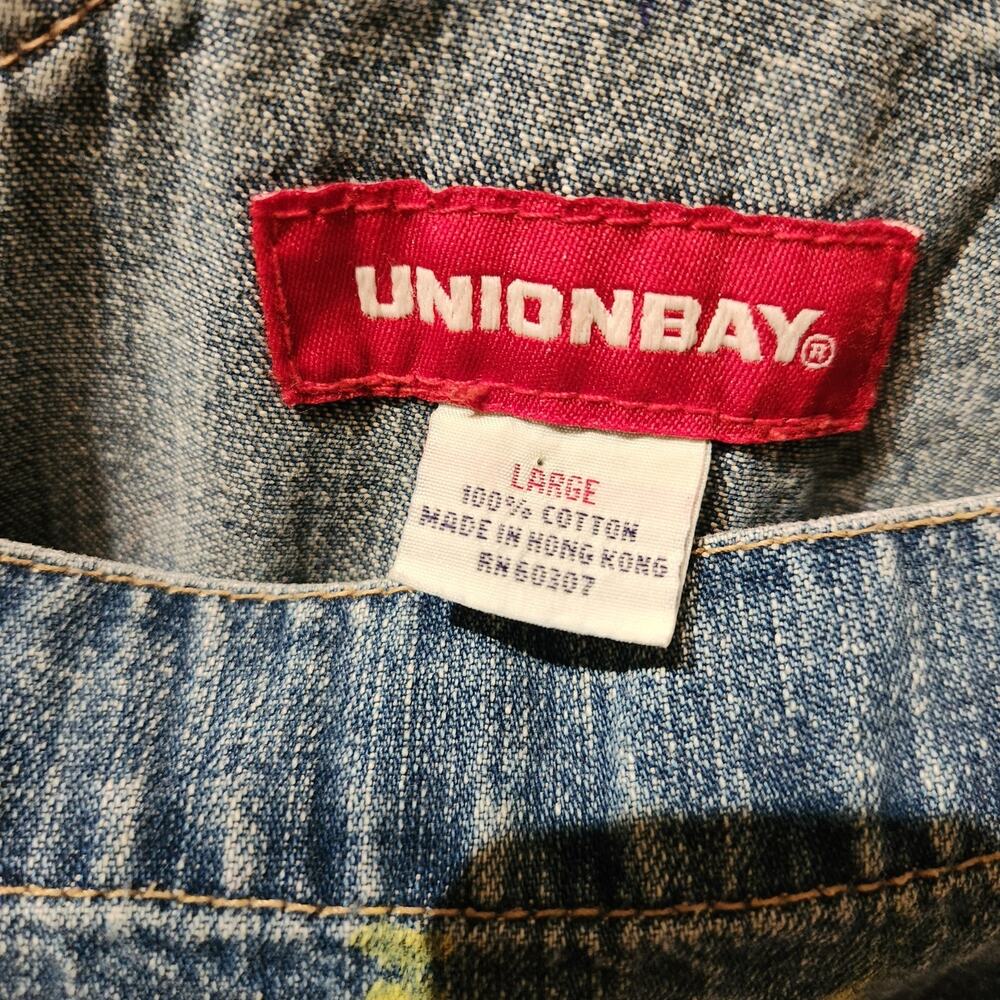 UNIONBAY®
LARGE
100% COTTON
MADE IN HONG KONG
RN 60307